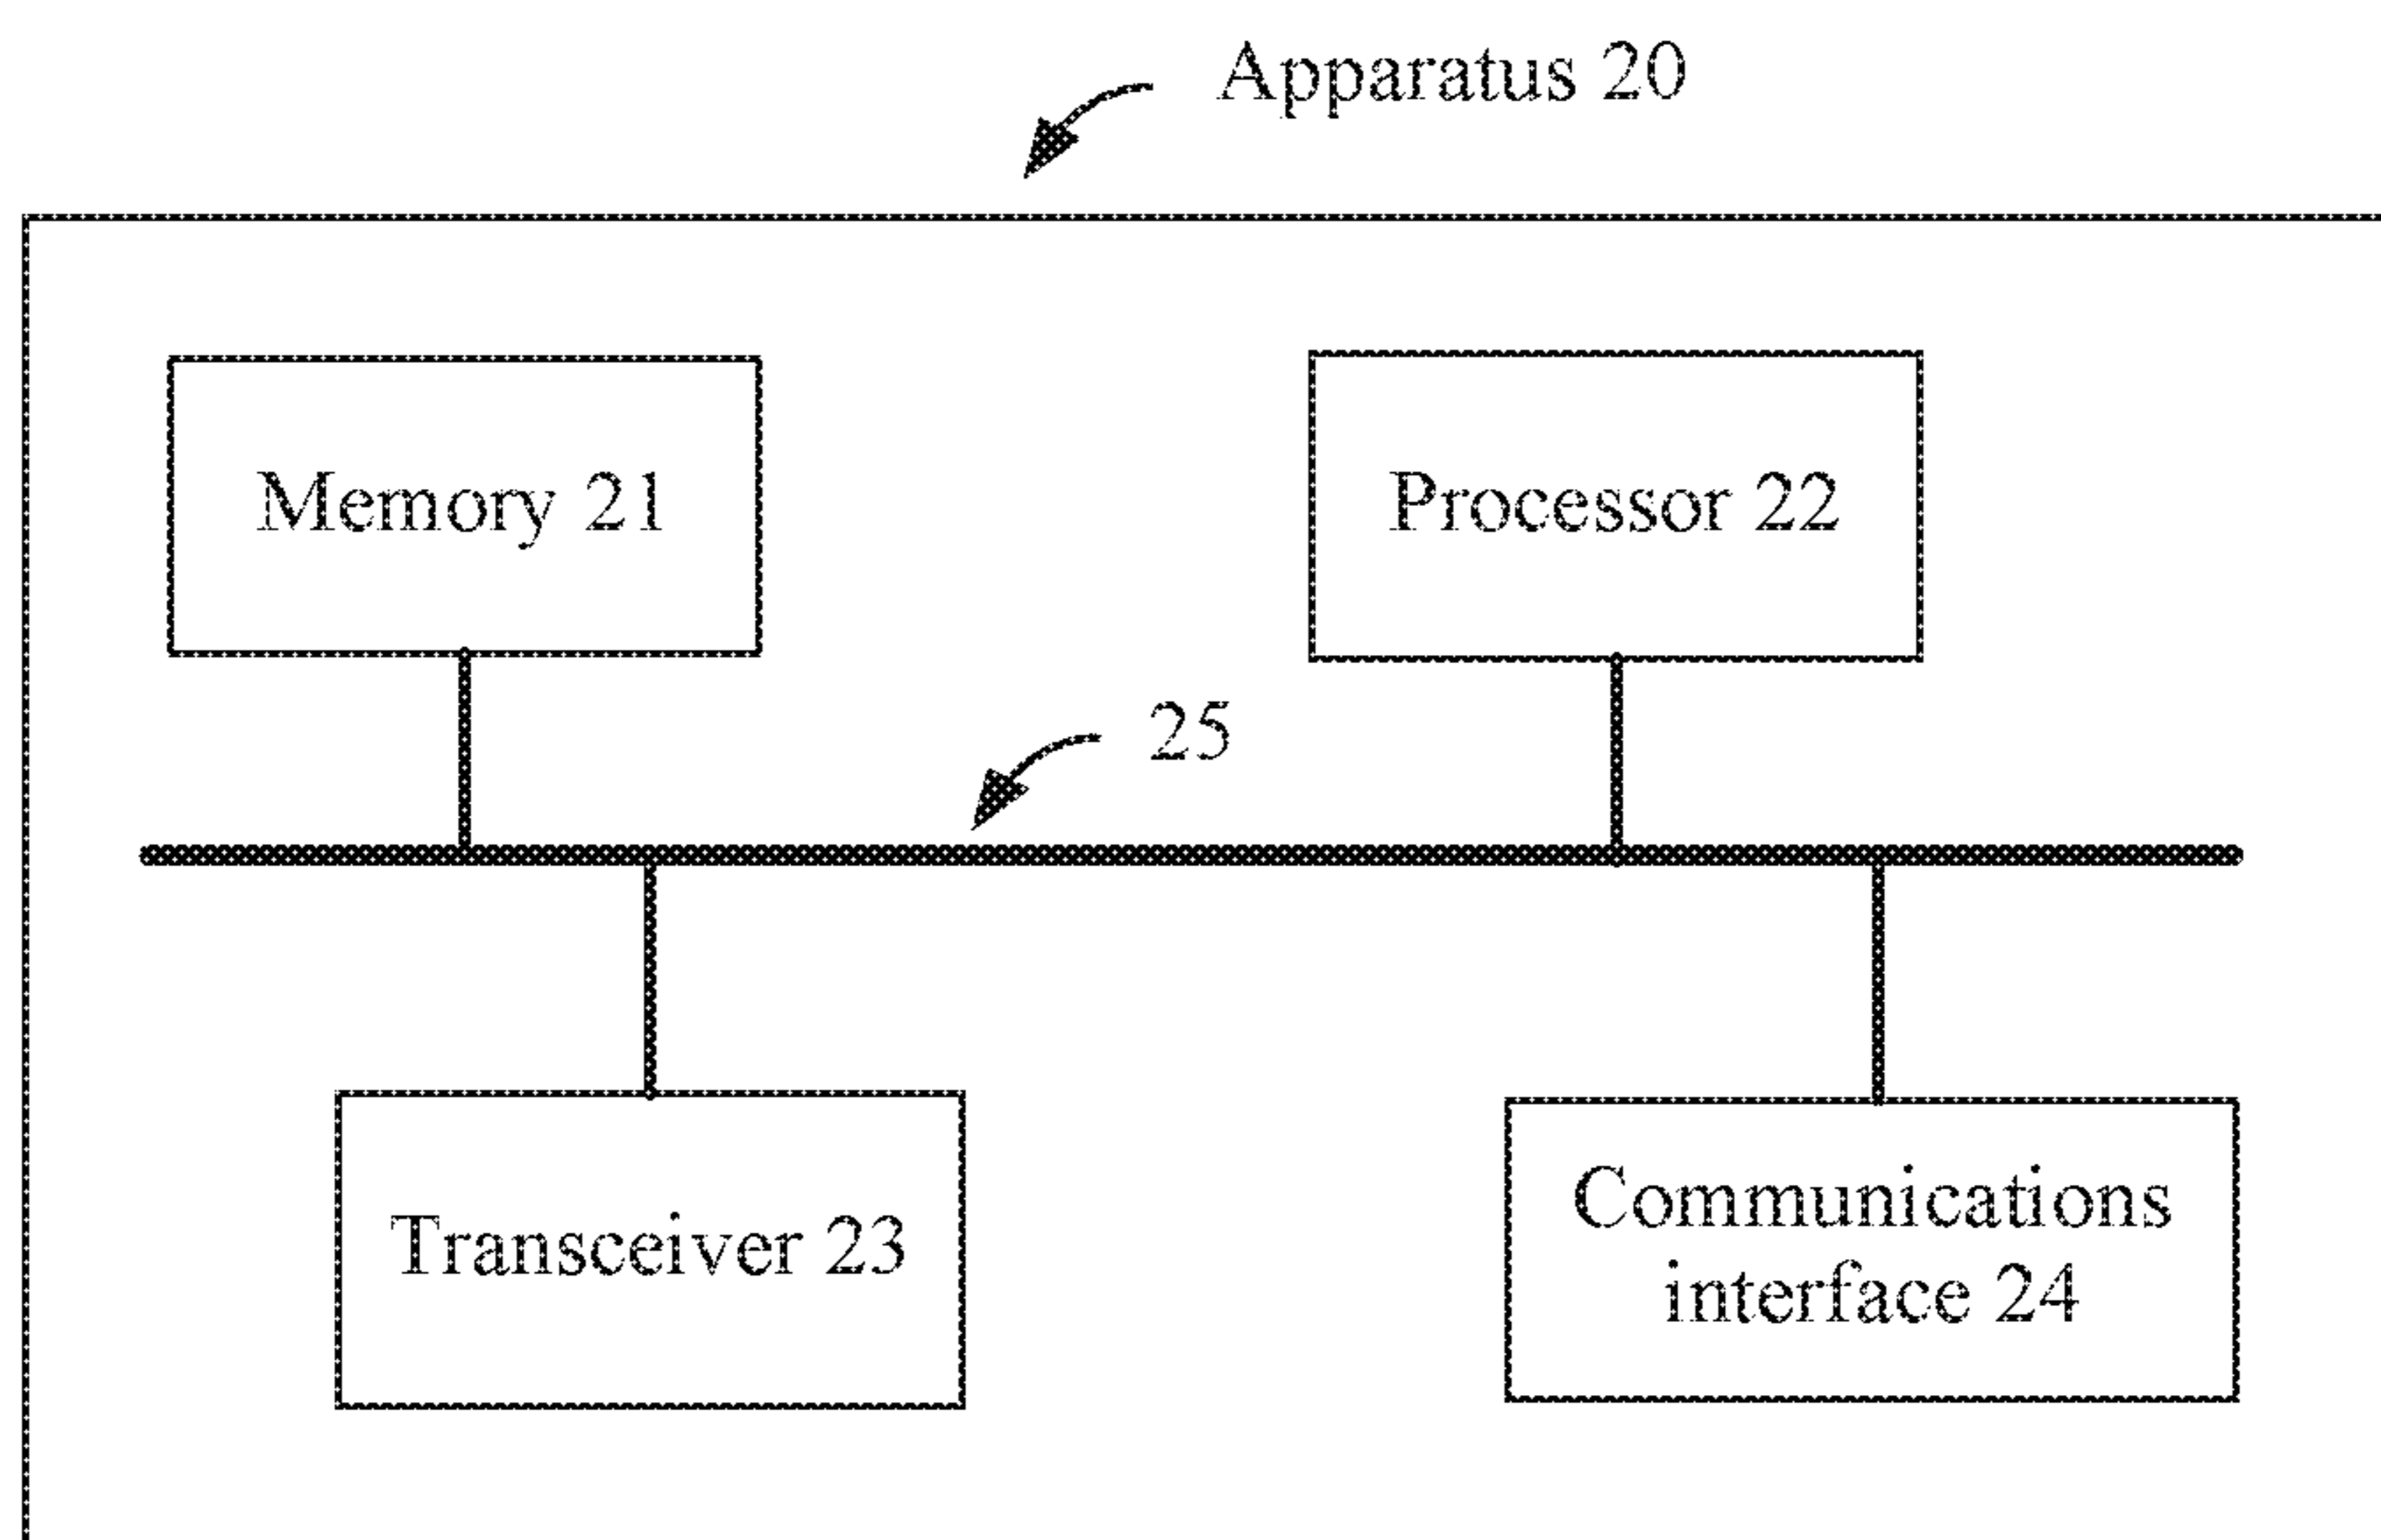 Apparatus 20
Memory 21
Processor 22
25
Transceiver 23
Communications
interface 24